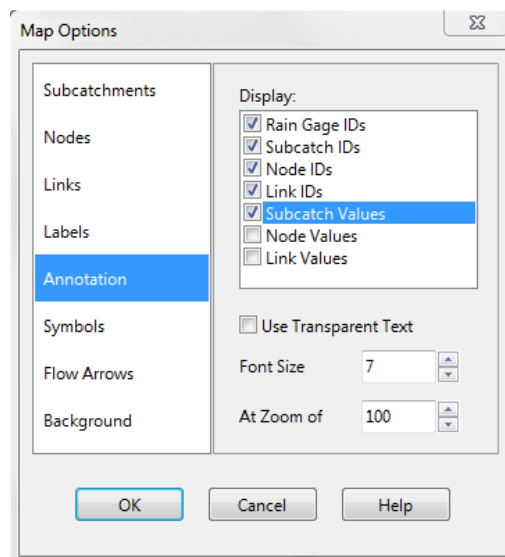 Map Options
Subcatchments
Nodes
Links
Labels
Annotation
Symbols
Flow Arrows
Background
Display:
Rain Gage IDs
Subcatch IDs
Node IDs
Link IDs
Subcatch Values
Node Values
Link Values
Use Transparent Text
Font Size 7
At Zoom of 100
OK Cancel Help